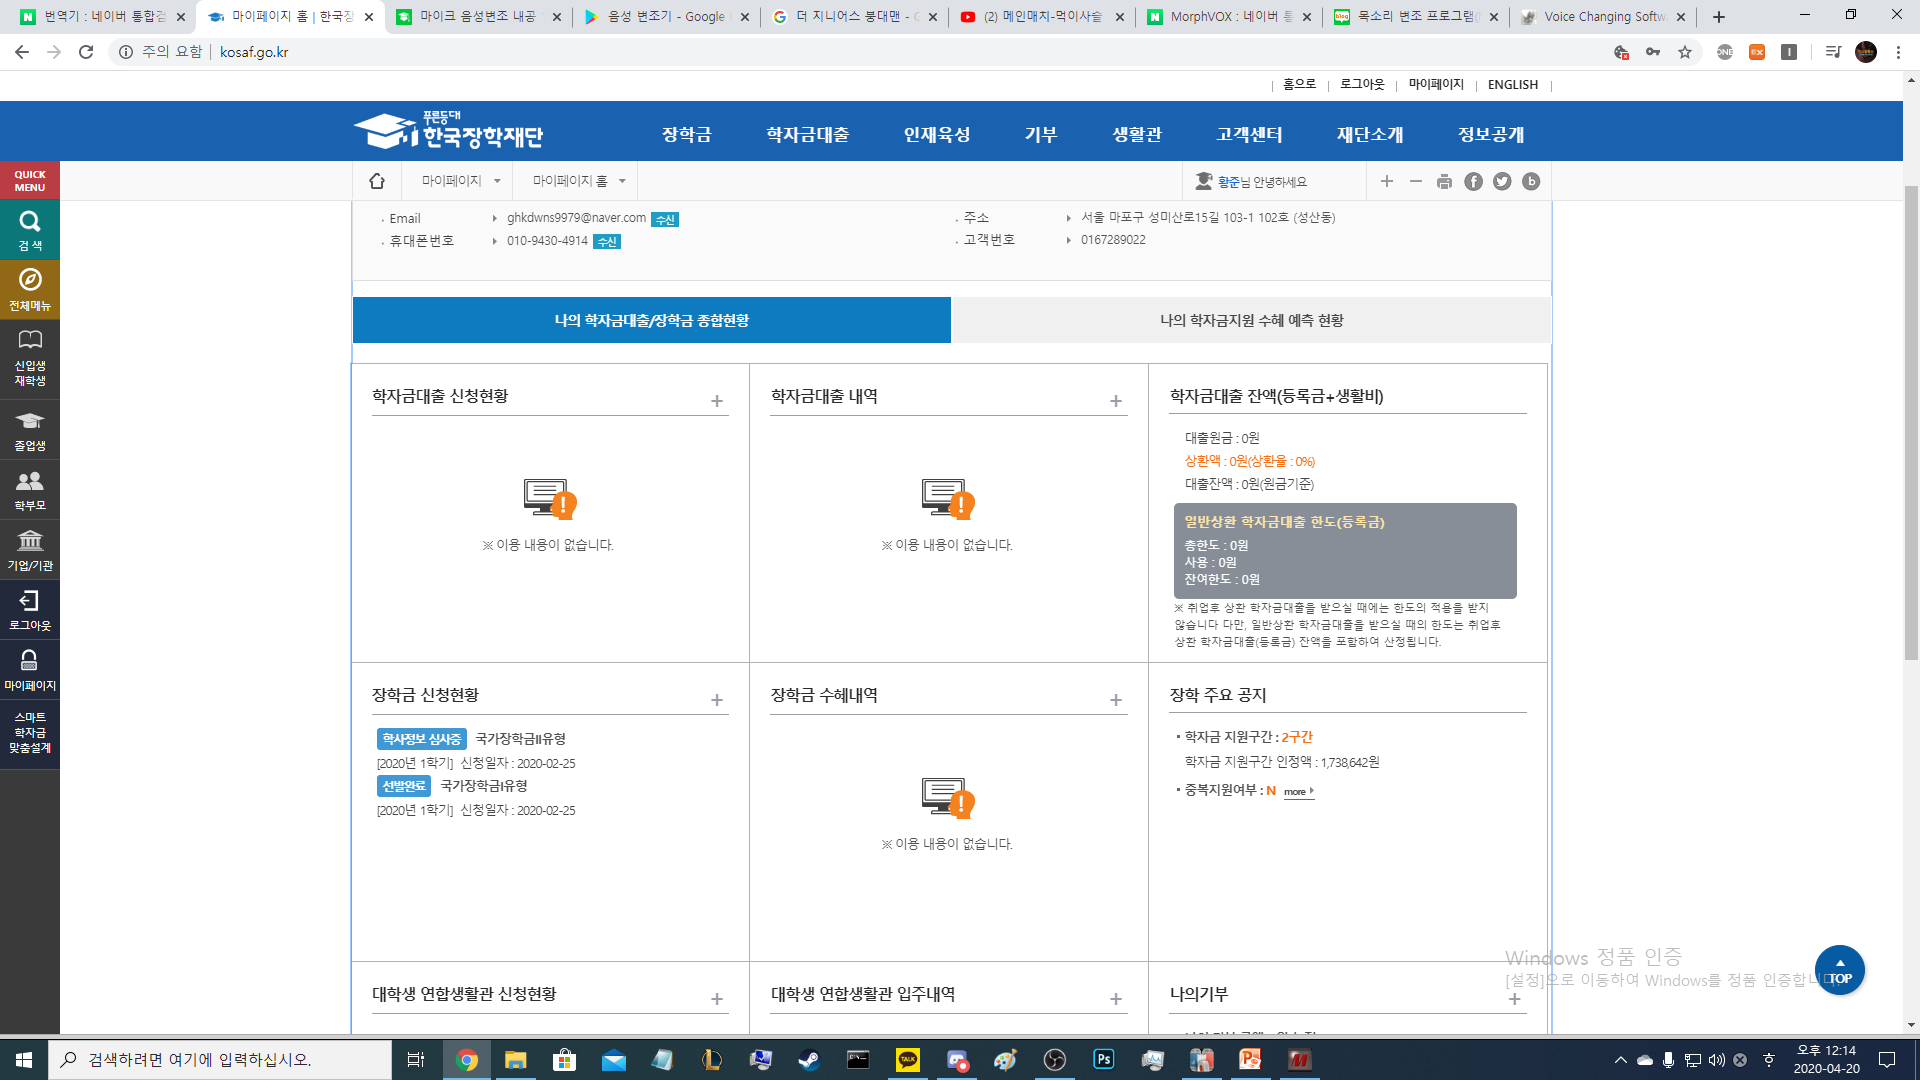 번역기 : 네이버 통합검
마이페이지 홈 | 한국장
마이크 음성변조 내공
음성 변조기 - Google
더 지니어스 붕대맨 - G
(2) 메인매치-먹이사슬
MorphVOX : 네이버 통
목소리 변조 프로그램(
Voice Changing Softw
주의 요함 kosaf.go.kr
홈으로 로그아웃 마이페이지 ENGLISH
푸른등대
한국장학재단
장학금 학자금대출 인재육성 기부 생활관 고객센터 재단소개 정보공개
QUICK
MENU
검 색
전체메뉴
신입생
재학생
졸업생
학부모
기업/기관
로그아웃
마이페이지
스마트
학자금
맞춤설계
마이페이지 마이페이지 홈 황준님 안녕하세요
Email ghkdwns9979@naver.com 수신
휴대폰번호 010-9430-4914 수신
주소 서울 마포구 성미산로15길 103-1 102호 (성산동)
고객번호 0167289022
나의 학자금대출/장학금 종합현황 나의 학자금지원 수혜 예측 현황
학자금대출 신청현황
※ 이용 내용이 없습니다.
학자금대출 내역
※ 이용 내용이 없습니다.
학자금대출 잔액(등록금+생활비)
대출원금 : 0원
상환액 : 0원(상환율 : 0%)
대출잔액 : 0원(원금기준)
일반상환 학자금대출 한도(등록금)
총한도 : 0원
사용 : 0원
잔여한도 : 0원
※ 취업후 상환 학자금대출을 받으실 때에는 한도의 적용을 받지
않습니다 다만, 일반상환 학자금대출을 받으실 때의 한도는 취업후
상환 학자금대출(등록금) 잔액을 포함하여 산정됩니다.
장학금 신청현황
학사정보 심사중 국가장학금II유형
[2020년 1학기] 신청일자 : 2020-02-25
선발완료 국가장학금I유형
[2020년 1학기] 신청일자 : 2020-02-25
장학금 수혜내역
※ 이용 내용이 없습니다.
장학 주요 공지
학자금 지원구간 : 2구간
학자금 지원구간 인정액 : 1,738,642원
중복지원여부 : N more
대학생 연합생활관 신청현황
대학생 연합생활관 입주내역
나의기부
Windows 정품 인증
[설정]으로 이동하여 Windows를 정품 인증합니다.
TOP
검색하려면 여기에 입력하십시오.
TALK
Ps
오후 12:14
2020-04-20